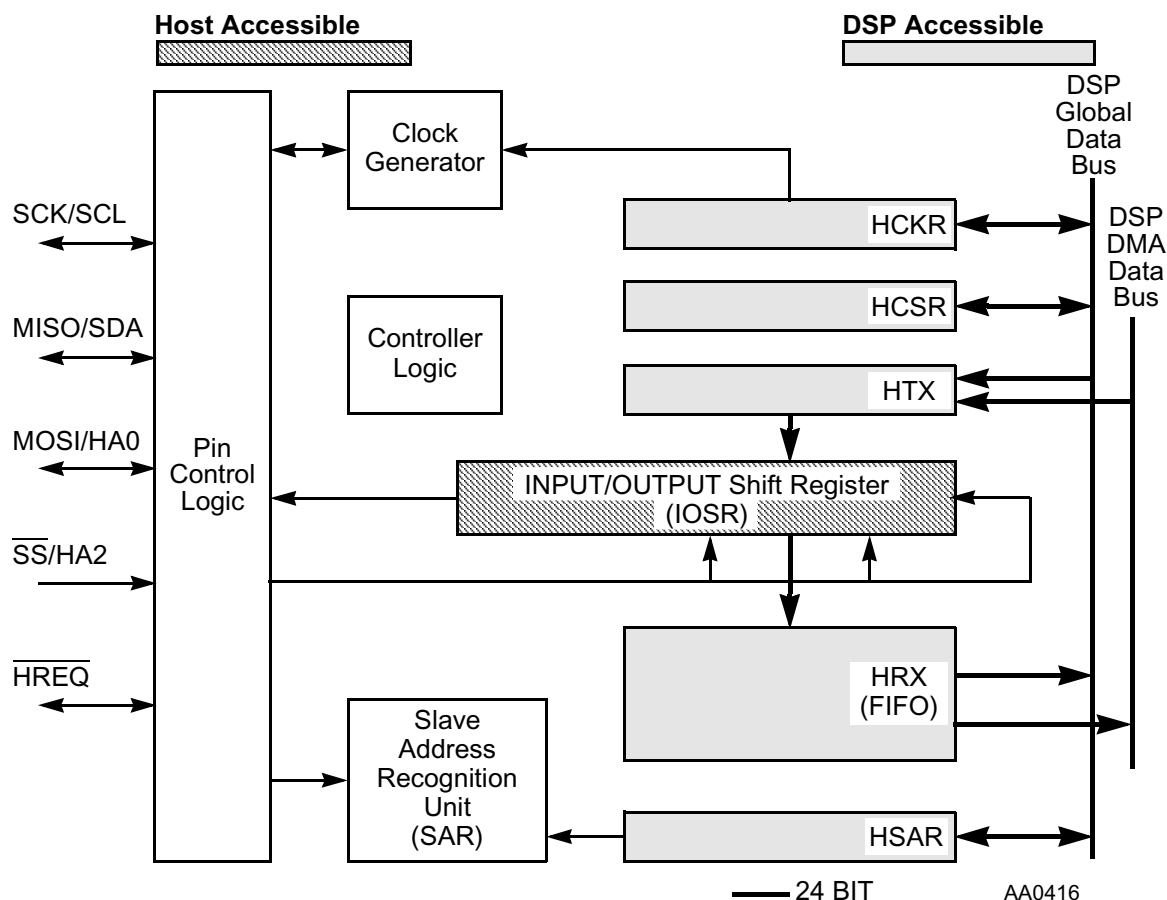 Host Accessible
DSP Accessible
DSP
Global
Data
Bus
DSP
DMA
Data
Bus
Clock
Generator
HCKR
SCK/SCL
HCSR
MISO/SDA
Controller
Logic
HTX
MOSI/HA0
Pin
Control
Logic
INPUT/OUTPUT Shift Register
(IOSR)
S̅S̅/HA2
H̅R̅E̅Q̅
HRX
(FIFO)
Slave
Address
Recognition
Unit
(SAR)
HSAR
24 BIT
AA0416